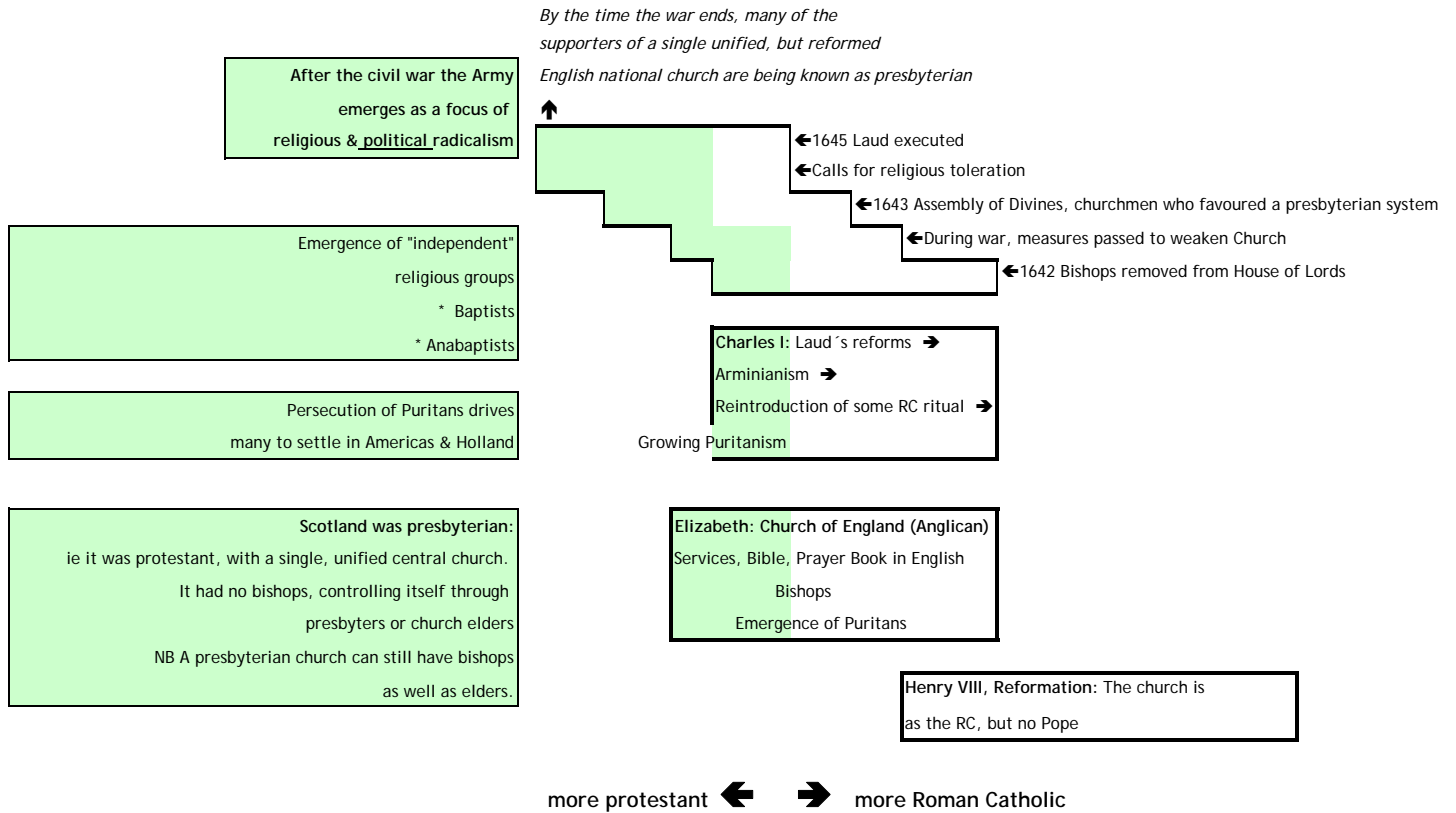 By the time the war ends, many of the
supporters of a single unified, but reformed
English national church are being known as presbyterian
After the civil war the Army
emerges as a focus of
religious & political radicalism
1645 Laud executed
Calls for religious toleration
1643 Assembly of Divines, churchmen who favoured a presbyterian system
During war, measures passed to weaken Church
1642 Bishops removed from House of Lords
Emergence of "independent"
religious groups
* Baptists
* Anabaptists
Charles I: Laud´s reforms
Arminianism
Reintroduction of some RC ritual
Growing Puritanism
Persecution of Puritans drives
many to settle in Americas & Holland
Scotland was presbyterian:
ie it was protestant, with a single, unified central church.
It had no bishops, controlling itself through
presbyters or church elders
NB A presbyterian church can still have bishops
as well as elders.
Elizabeth: Church of England (Anglican)
Services, Bible, Prayer Book in English
Bishops
Emergence of Puritans
Henry VIII, Reformation: The church is
as the RC, but no Pope
more protestant
more Roman Catholic